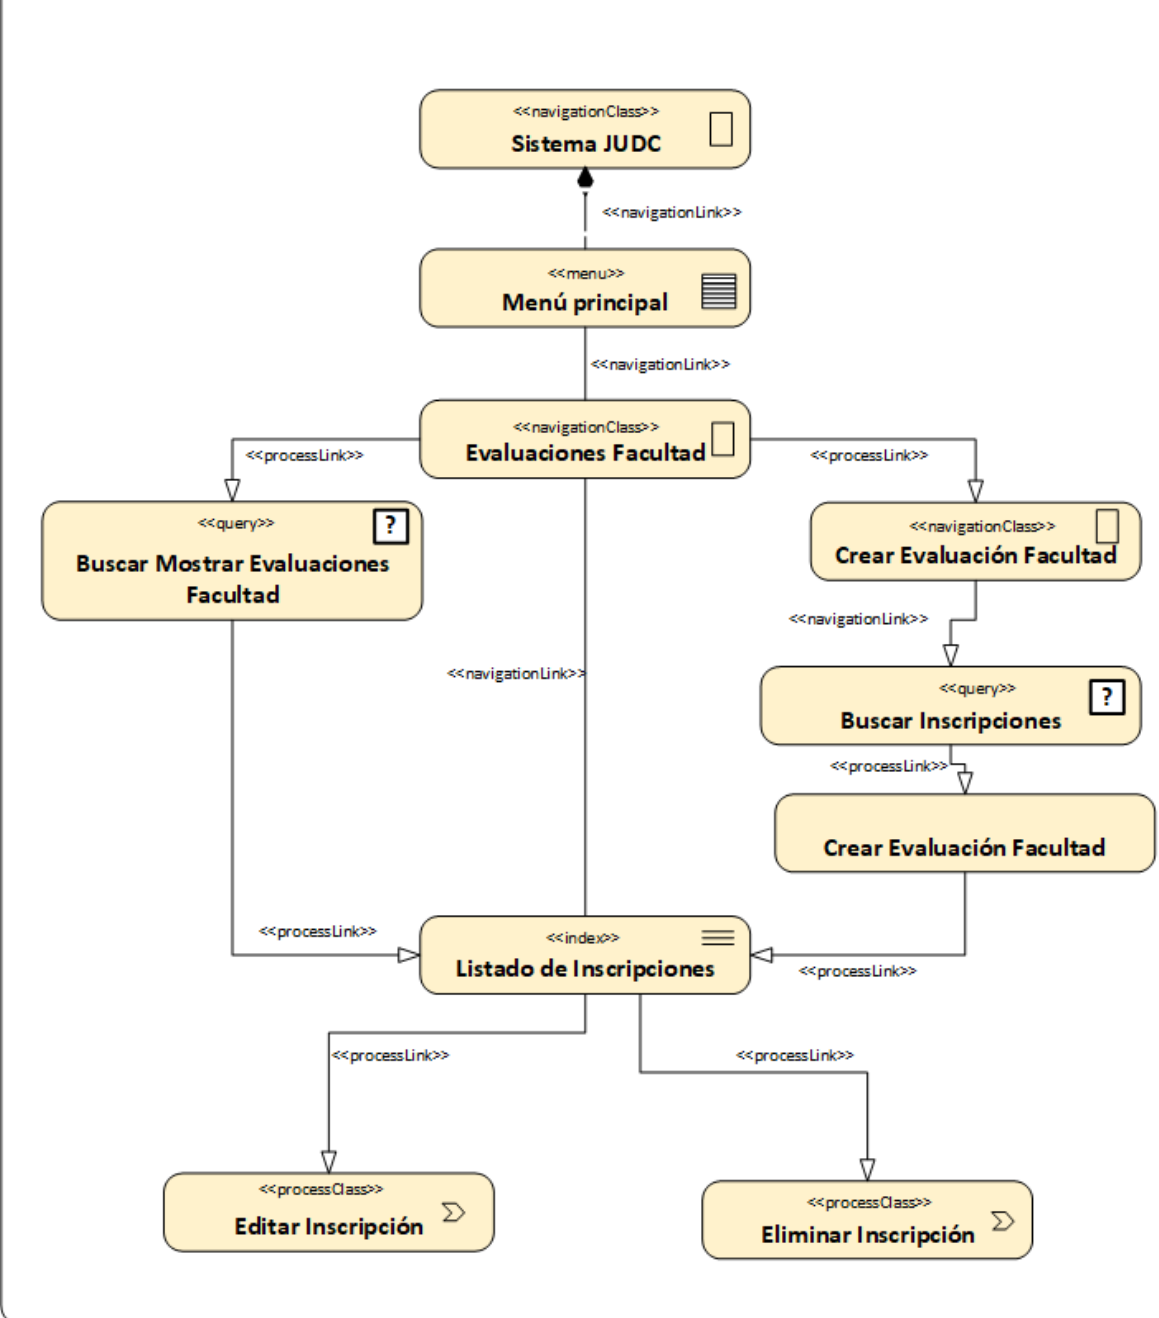 <<navigationClass>>
Sistema JUDC
<<navigationLink>>
<<menu>>
Menú principal
<<navigationLink>>
<<navigationClass>>
Evaluaciones Facultad
<<processLink>>
<<processLink>>
<<query>>
?
Buscar Mostrar Evaluaciones
Facultad
<<navigationClass>>
Crear Evaluación Facultad
<<navigationLink>>
<<navigationLink>>
<<query>>
?
Buscar Inscripciones
<<processLink>>
Crear Evaluación Facultad
<<processLink>>
<<index>>
Listado de Inscripciones
<<processLink>>
<<processLink>>
<<processLink>>
<<processClass>>
Editar Inscripción
<<processClass>>
Eliminar Inscripción